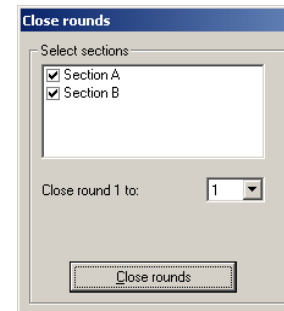 Close rounds
Select sections
Section A
Section B
Close round 1 to:
1
Close rounds